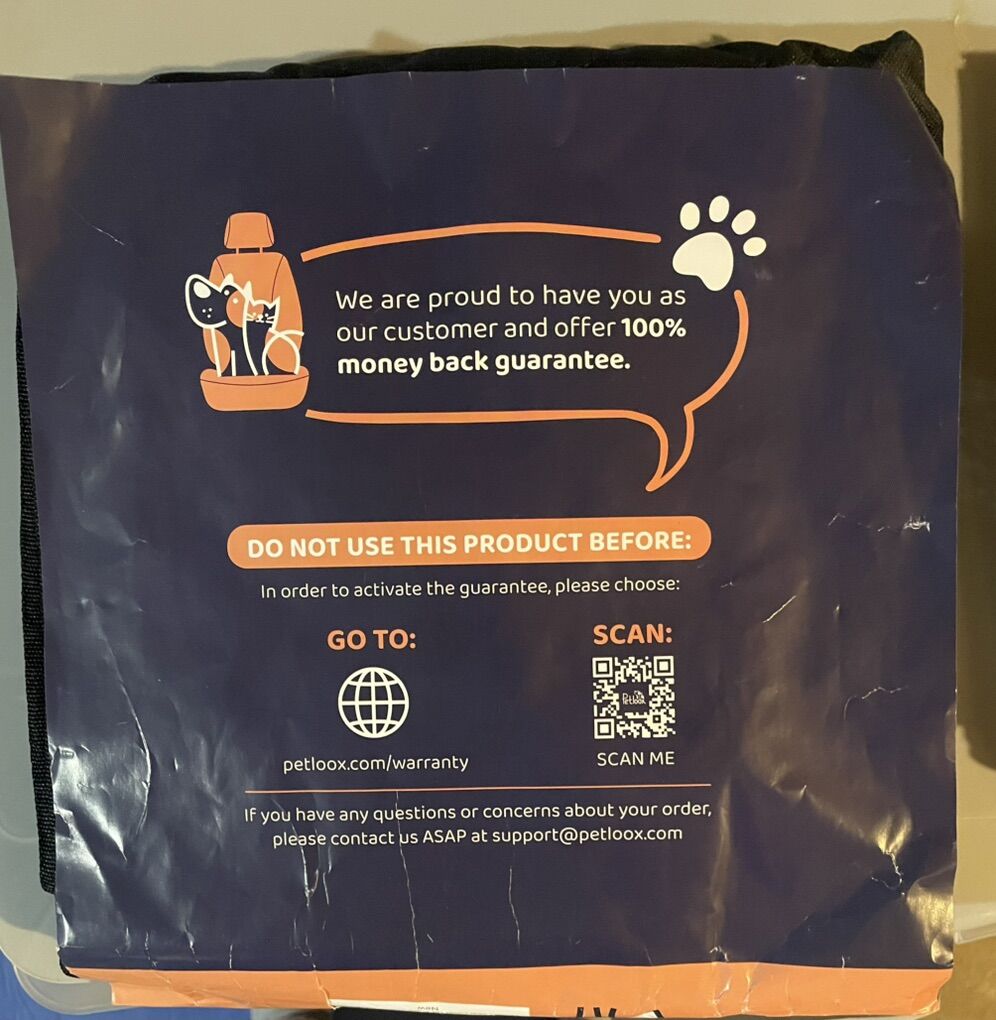 We are proud to have you as
our customer and offer 100%
money back guarantee.
DO NOT USE THIS PRODUCT BEFORE:
In order to activate the guarantee, please choose:
GO TO:
petloox.com/warranty
SCAN:
Petloox
SCAN ME
If you have any questions or concerns about your order,
please contact us ASAP at support@petloox.com